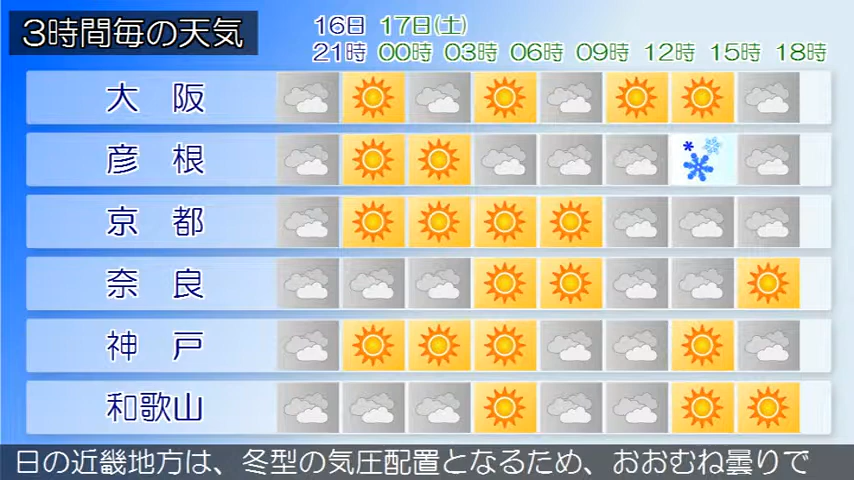 3時間毎の天気
16日 17日(土)
21時 00時 03時 06時 09時 12時 15時 18時
大阪
彦根
京都
奈良
神戸
和歌山
日の近畿地方は、冬型の気圧配置となるため、おおむね曇りで